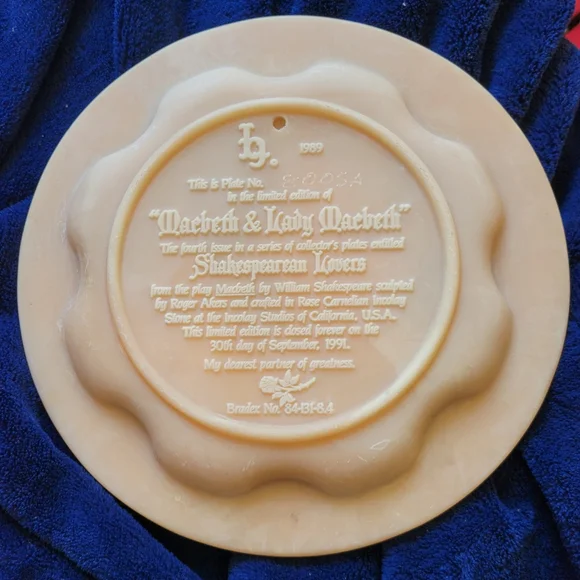 1989
This is Plate No.
in the limited edition of
"Macbeth & Lady Macbeth"
The fourth issue in a series of collector's plates entitled
Shakespearean Lovers
from the play Macbeth by William Shakespeare sculpted
by Roger Akers and crafted in Rose Carnelian Incolay
Stone at the Incolay Studios of California, U.S.A.
This limited edition is closed forever on the
30th day of September, 1991.
My dearest partner of greatness.
Bradex No. 84-I31-8.4